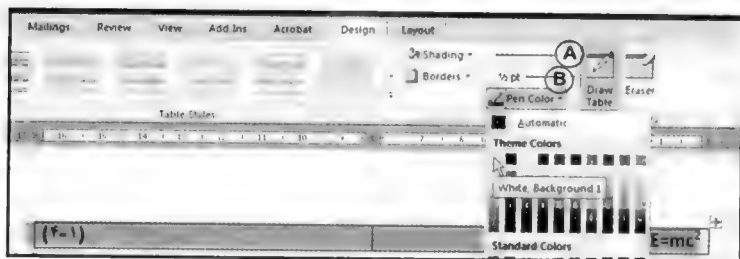 Mailings Review View Add-Ins Acrobat Design Layout
Shading
A
Borders
½ pt
B
Pen Color
Draw Table
Eraser
Table Styles
Automatic
Theme Colors
White, Background 1
(۴-۱)
E=mc²
Standard Colors